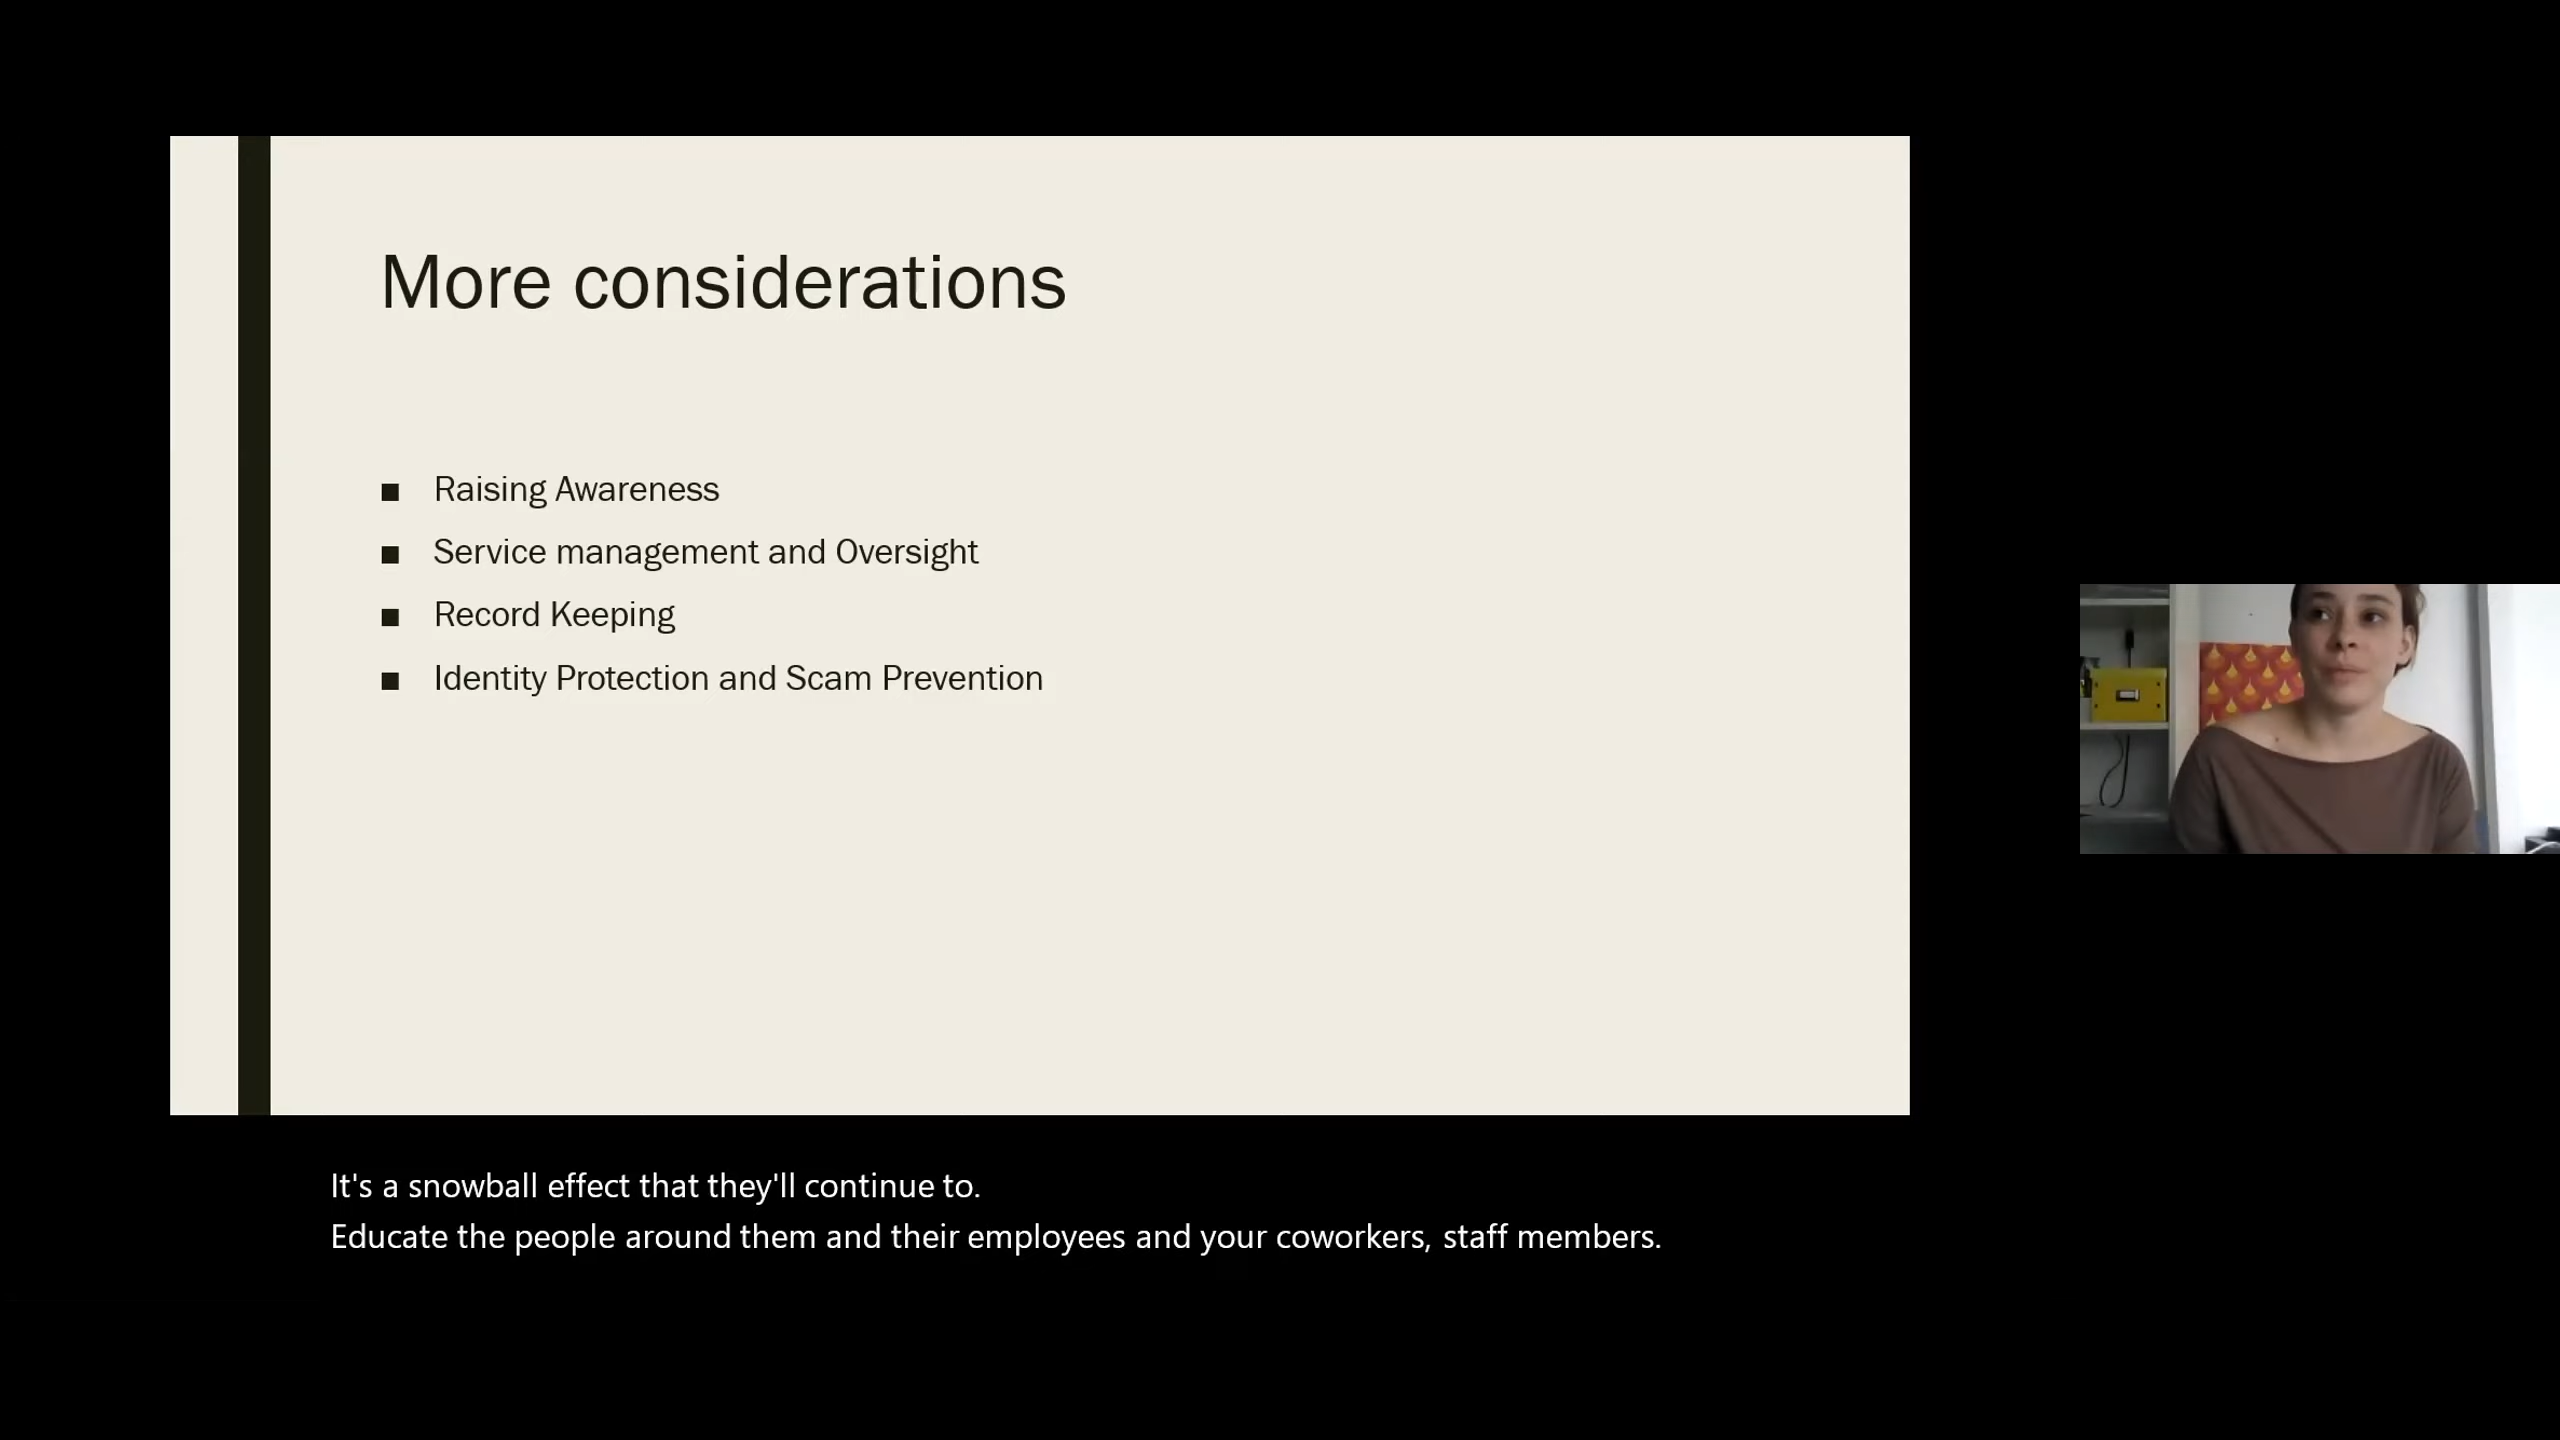 More considerations
■ Raising Awareness
■ Service management and Oversight
■ Record Keeping
■ Identity Protection and Scam Prevention
It's a snowball effect that they'll continue to.
Educate the people around them and their employees and your coworkers, staff members.